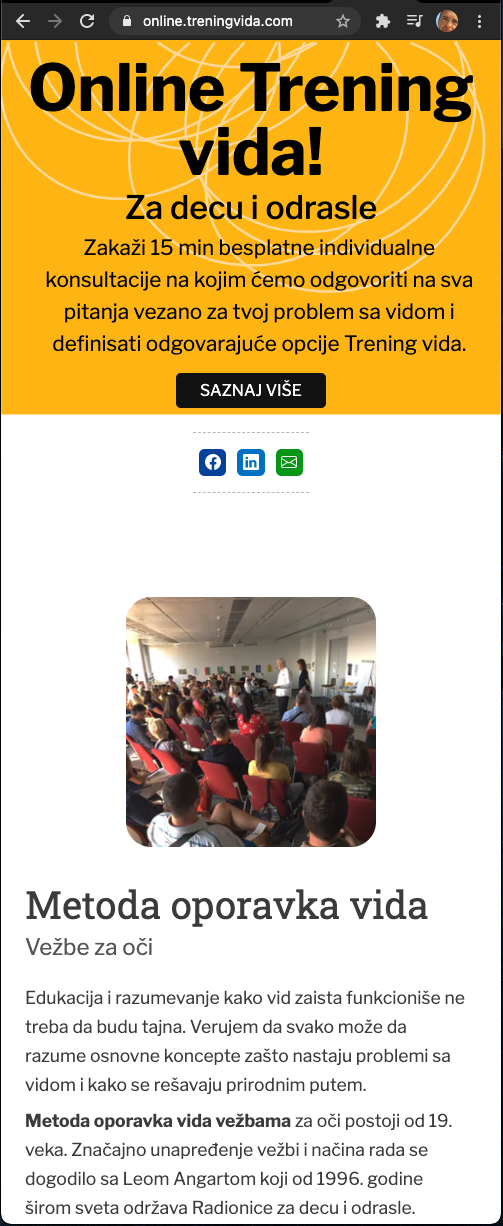 online.treningvida.com
Online Trening
vida!
Za decu i odrasle
Zakaži 15 min besplatne individualne
konsultacije na kojim ćemo odgovoriti na sva
pitanja vezano za tvoj problem sa vidom i
definisati odgovarajuće opcije Trening vida.
SAZNAJ VIŠE
Metoda oporavka vida
Vežbe za oči
Edukacija i razumevanje kako vid zaista funkcioniše ne
treba da budu tajna. Verujem da svako može da
razume osnovne koncepte zašto nastaju problemi sa
vidom i kako se rešavaju prirodnim putem.
Metoda oporavka vida vežbama za oči postoji od 19.
veka. Značajno unapređenje vežbi i načina rada se
dogodilo sa Leom Angartom koji od 1996. godine
širom sveta održava Radionice za decu i odrasle.